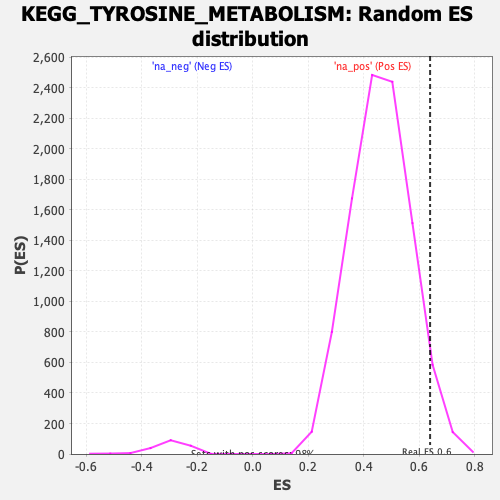 KEGG_TYROSINE_METABOLISM: Random ES
distribution
'na_neg' (Neg ES)
'na_pos' (Pos ES)
2,600
2,400
2,200
2,000
1,800
1,600
1,400
1,200
1,000
800
600
400
200
0
P(ES)
Sets with pos scores: 98%
Real ES 0.6
-0.6
-0.4
-0.2
0.0
0.2
0.4
0.6
0.8
ES